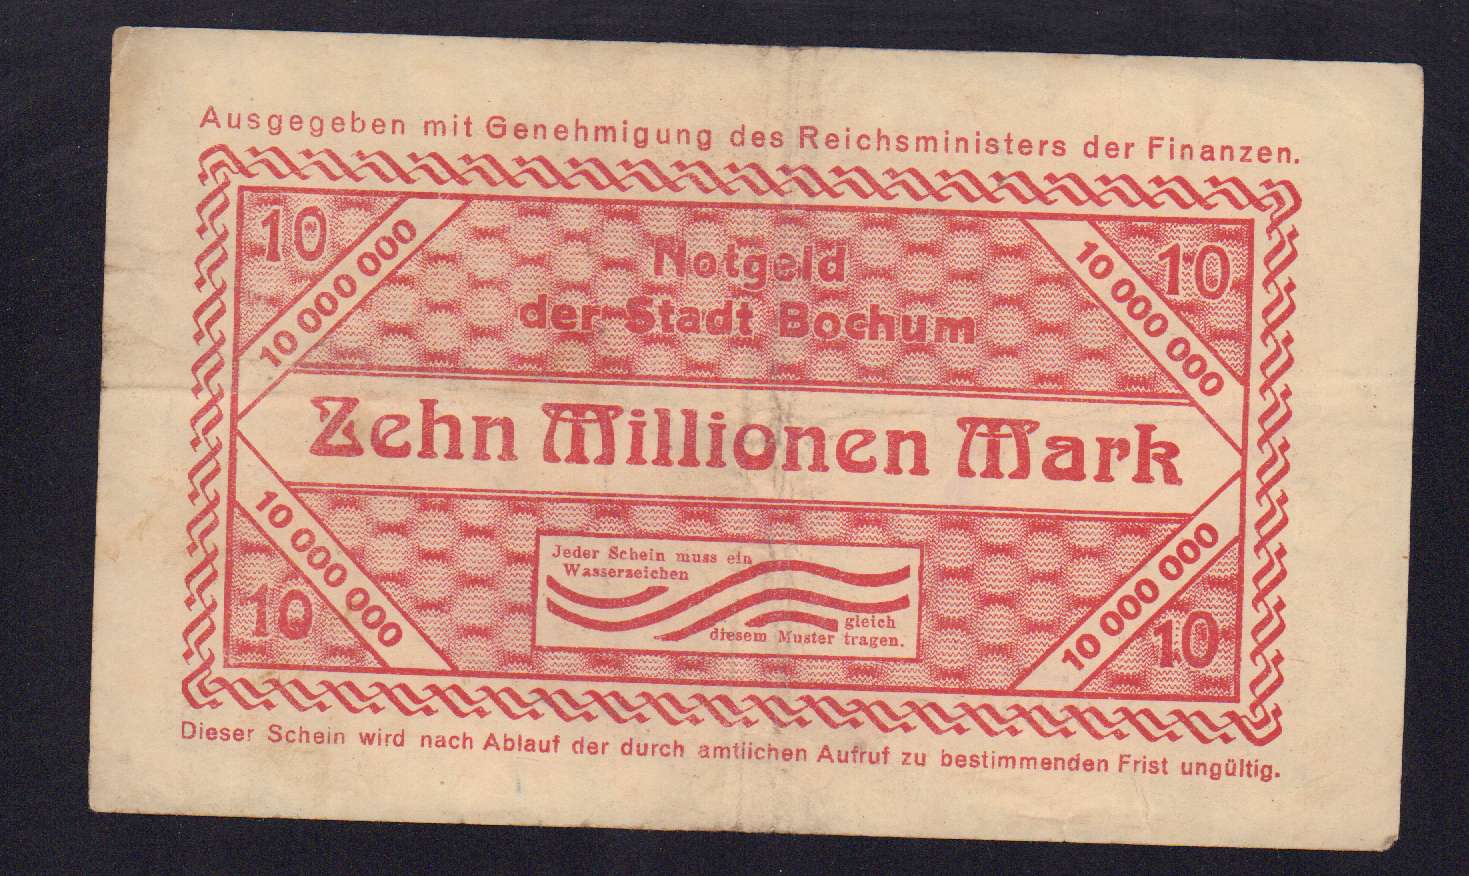 Ausgegeben mit Genehmigung des Reichsministers der Finanzen.
10
10 000 000
Notgeld
der Stadt Bochum
10 000 000
10
Zehn Millionen Mark
10 000 000
10
Jeder Schein muss ein
Wasserzeichen
gleich
diesem Muster tragen.
10 000 000
10
Dieser Schein wird nach Ablauf der durch amtlichen Aufruf zu bestimmenden Frist ungültig.